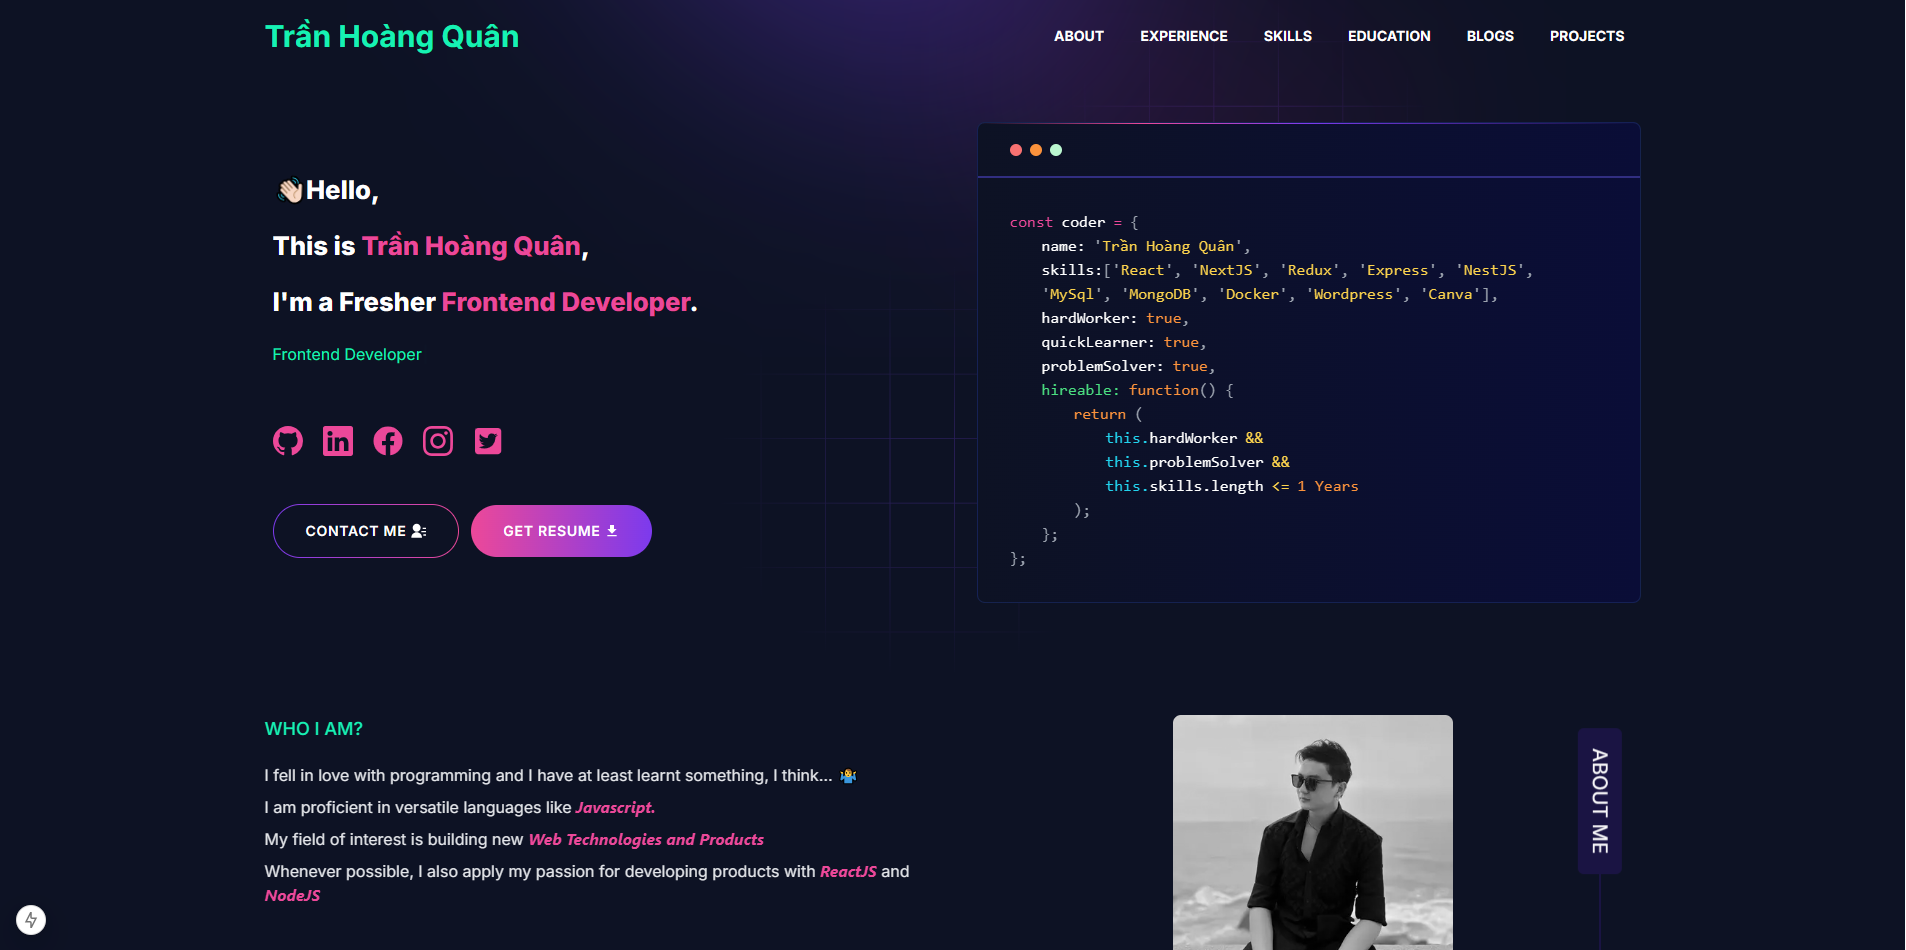 Trần Hoàng Quân
ABOUT EXPERIENCE SKILLS EDUCATION BLOGS PROJECTS
👋🏻Hello,
This is Trần Hoàng Quân,
I'm a Fresher Frontend Developer.
Frontend Developer
CONTACT ME GET RESUME
const coder = {
name: 'Trần Hoàng Quân',
skills:['React', 'NextJS', 'Redux', 'Express', 'NestJS',
'MySql', 'MongoDB', 'Docker', 'Wordpress', 'Canva'],
hardWorker: true,
quickLearner: true,
problemSolver: true,
hireable: function() {
return (
this.hardWorker &&
this.problemSolver &&
this.skills.length <= 1 Years
);
};
};
WHO I AM?
I fell in love with programming and I have at least learnt something, I think... 🤷‍♂️
I am proficient in versatile languages like Javascript.
My field of interest is building new Web Technologies and Products
Whenever possible, I also apply my passion for developing products with ReactJS and
NodeJS
ABOUT ME